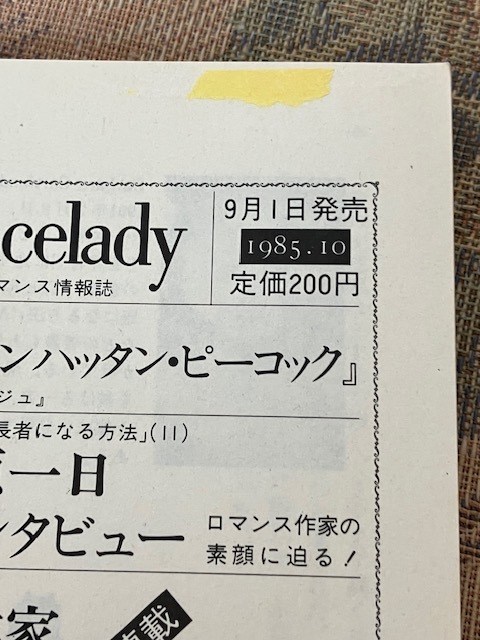 9月1日発売
celady
1985.10
マンス情報誌
定価200円
ンハッタン・ピーコック』
ジュ』
長者になる方法」(11)
一日
タビュー
ロマンス作家の
素顔に迫る!
家
連載